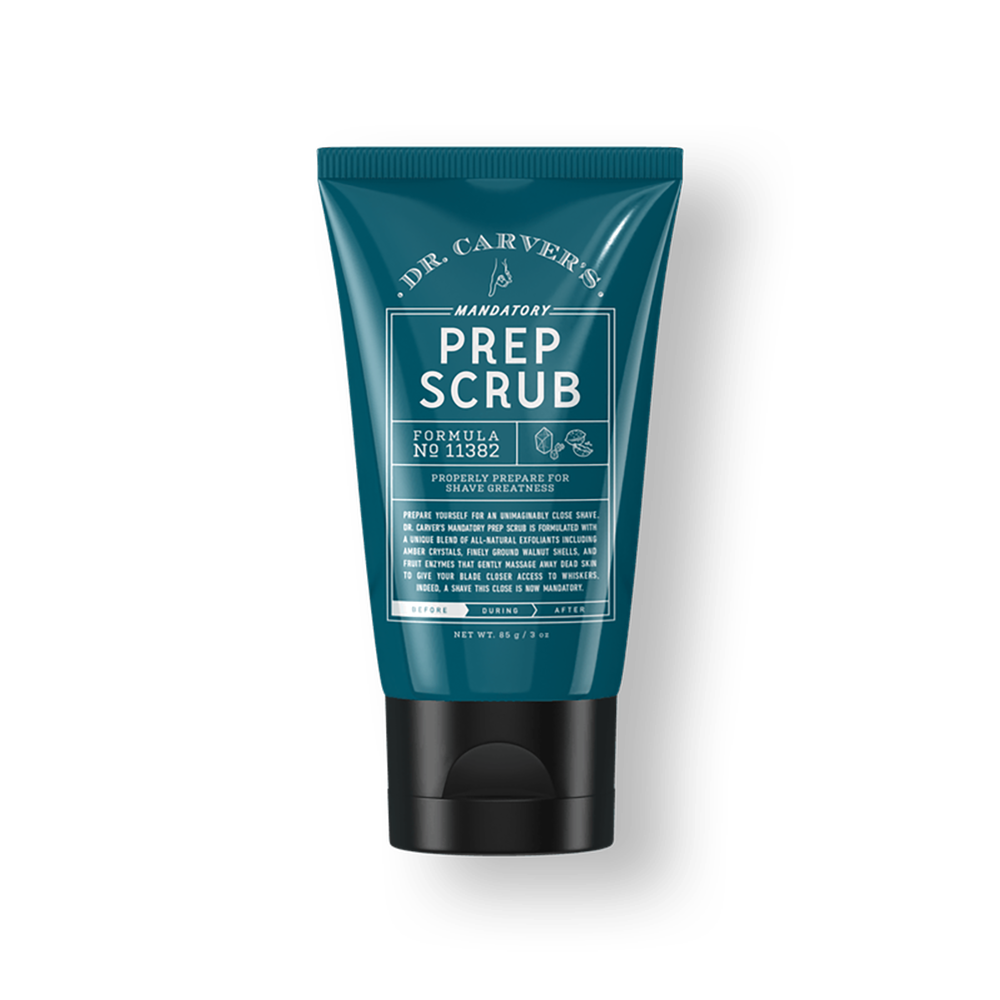 · DR. CARVER'S ·
MANDATORY
PREP
SCRUB
FORMULA
Nº 11382
PROPERLY PREPARE FOR
SHAVE GREATNESS
PREPARE YOURSELF FOR AN UNIMAGINABLY CLOSE SHAVE.
DR. CARVER'S MANDATORY PREP SCRUB IS FORMULATED WITH
A UNIQUE BLEND OF ALL-NATURAL EXFOLIANTS INCLUDING
AMBER CRYSTALS, FINELY GROUND WALNUT SHELLS, AND
FRUIT ENZYMES THAT GENTLY MASSAGE AWAY DEAD SKIN
TO GIVE YOUR BLADE CLOSER ACCESS TO WHISKERS.
INDEED, A SHAVE THIS CLOSE IS NOW MANDATORY.
BEFORE DURING AFTER
NET WT. 85 g / 3 oz